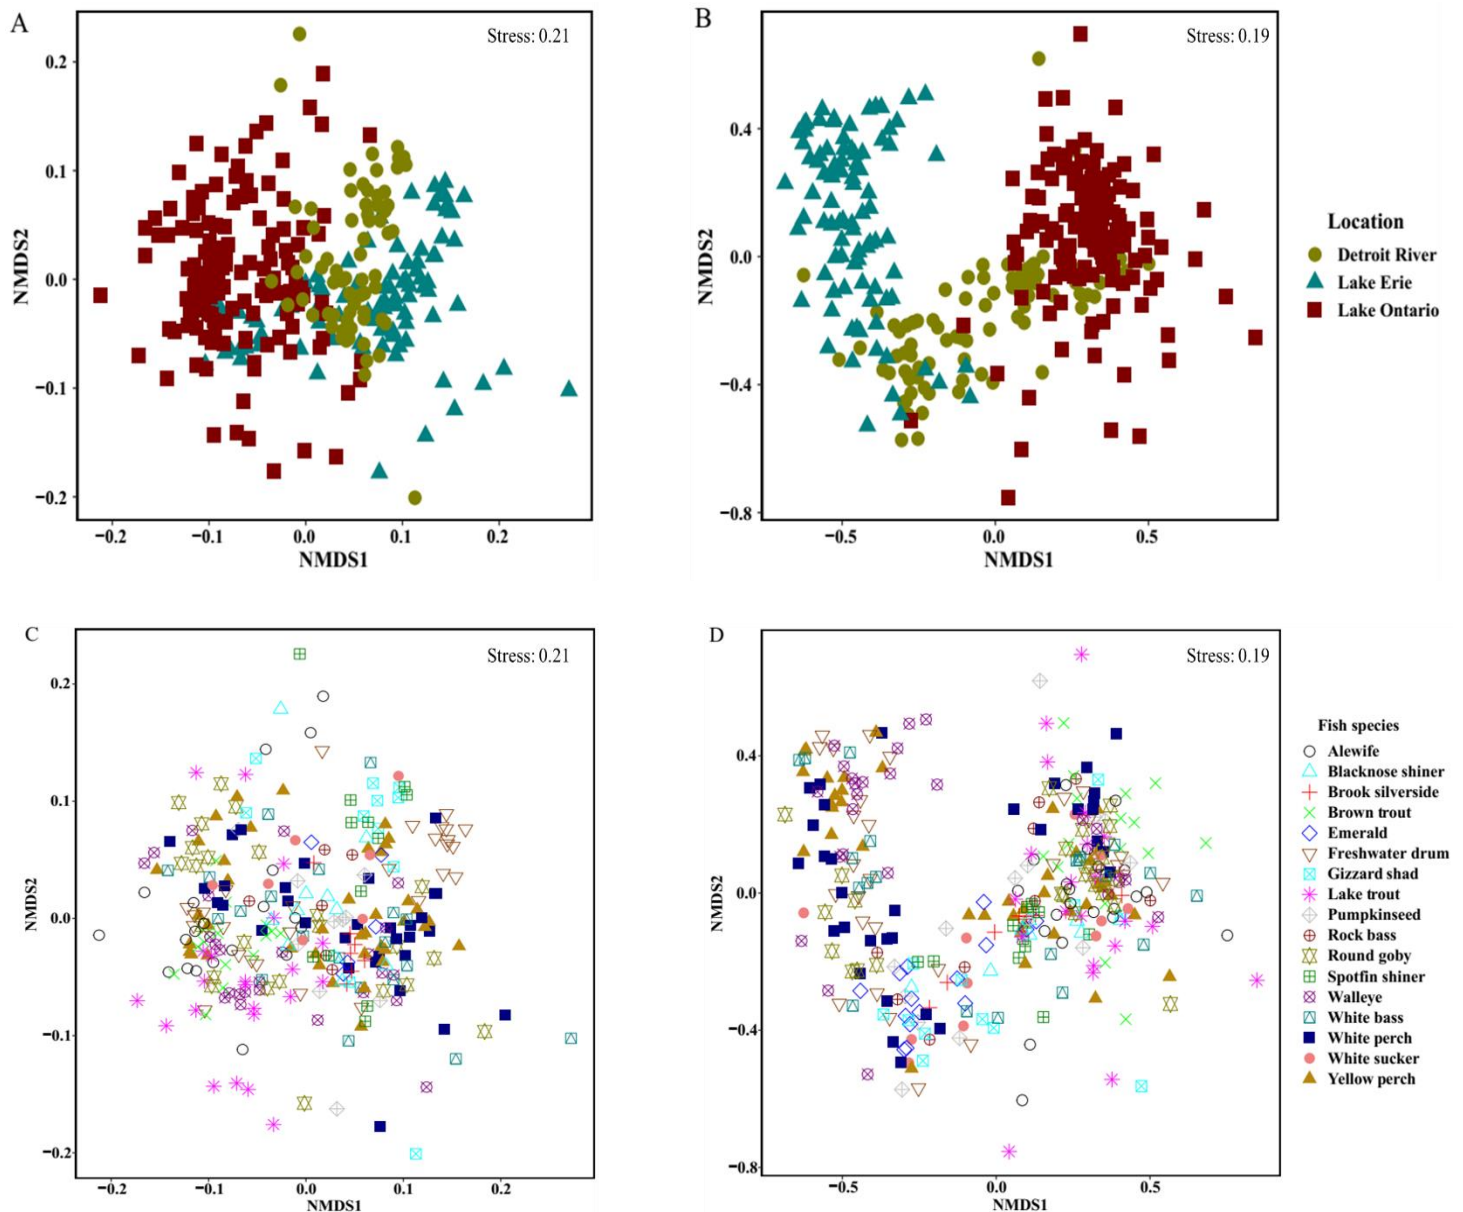 A
Stress: 0.21
0.2
0.1
0.0
−0.1
−0.2
NMDS2
−0.2
−0.1
0.0
0.1
0.2
NMDS1
B
Stress: 0.19
0.4
0.0
−0.4
−0.8
NMDS2
−0.5
0.0
0.5
NMDS1
Location
Detroit River
Lake Erie
Lake Ontario
C
Stress: 0.21
0.2
0.1
0.0
−0.1
−0.2
NMDS2
−0.2
−0.1
0.0
0.1
0.2
NMDS1
D
Stress: 0.19
0.4
0.0
−0.4
−0.8
NMDS2
−0.5
0.0
0.5
NMDS1
Fish species
Alewife
Blacknose shiner
Brook silverside
Brown trout
Emerald
Freshwater drum
Gizzard shad
Lake trout
Pumpkinseed
Rock bass
Round goby
Spotfin shiner
Walleye
White bass
White perch
White sucker
Yellow perch